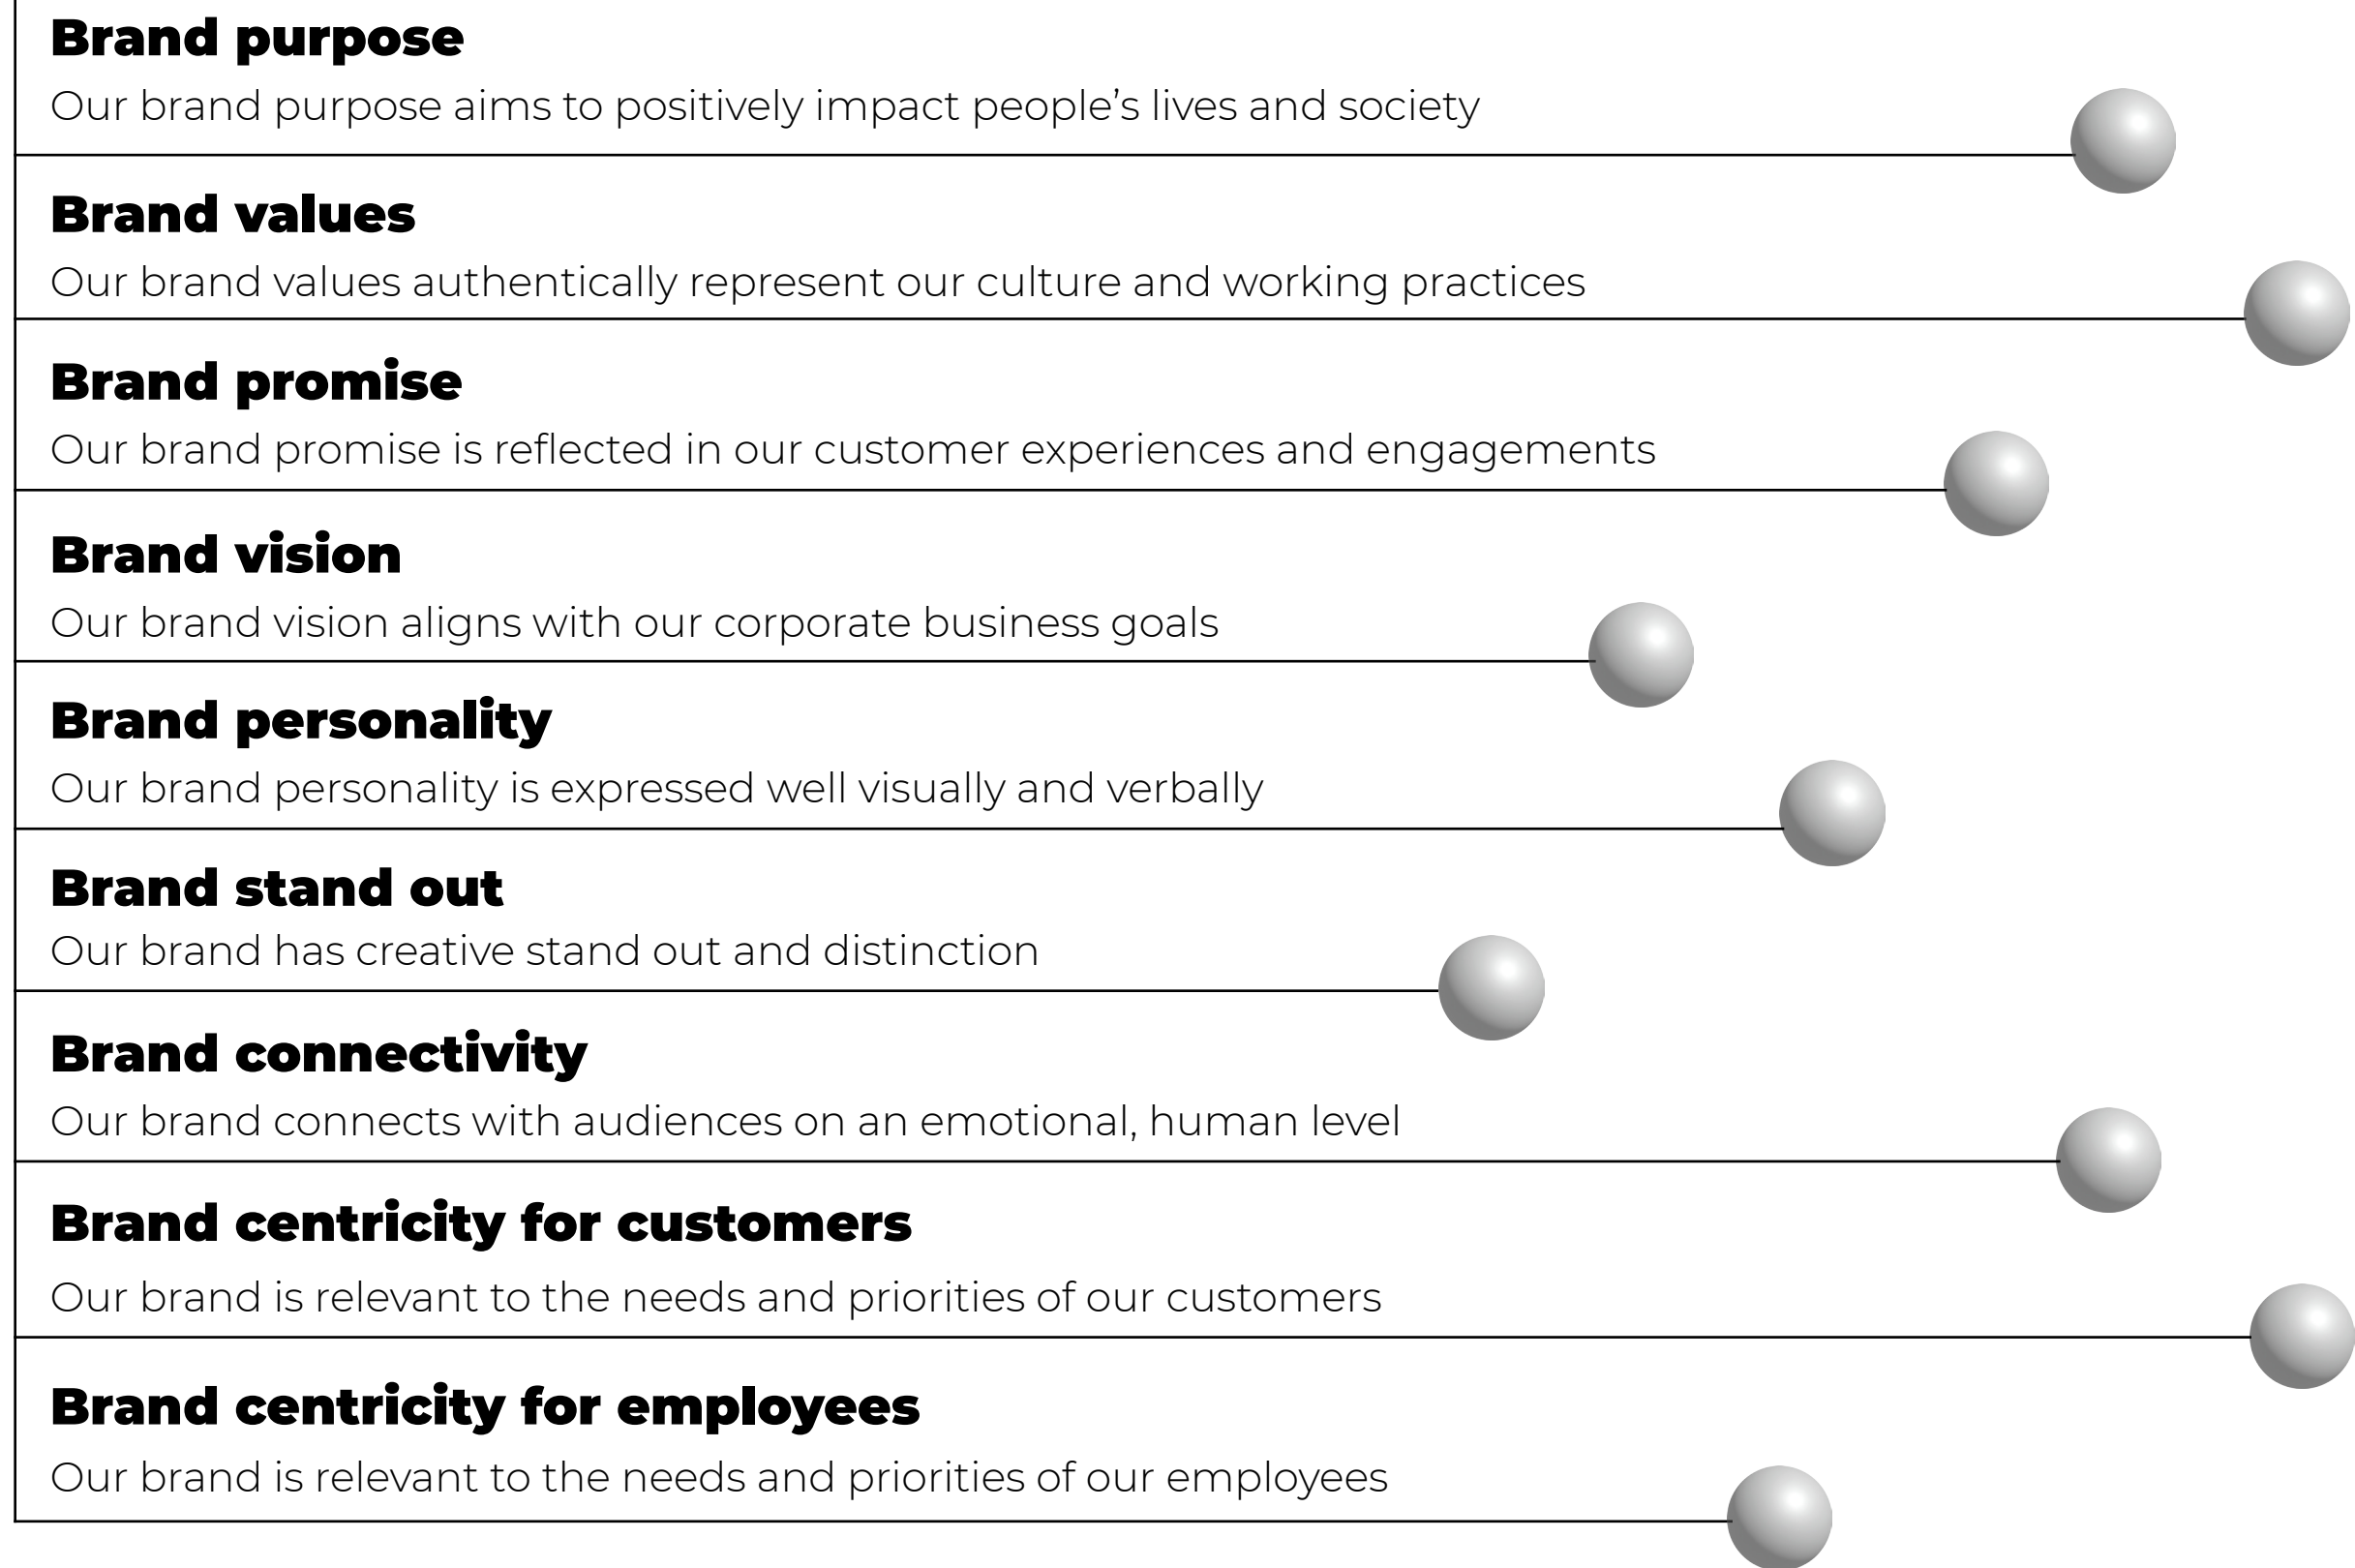 Brand purpose
Our brand purpose aims to positively impact people’s lives and society
Brand values
Our brand values authentically represent our culture and working practices
Brand promise
Our brand promise is reflected in our customer experiences and engagements
Brand vision
Our brand vision aligns with our corporate business goals
Brand personality
Our brand personality is expressed well visually and verbally
Brand stand out
Our brand has creative stand out and distinction
Brand connectivity
Our brand connects with audiences on an emotional, human level
Brand centricity for customers
Our brand is relevant to the needs and priorities of our customers
Brand centricity for employees
Our brand is relevant to the needs and priorities of our employees